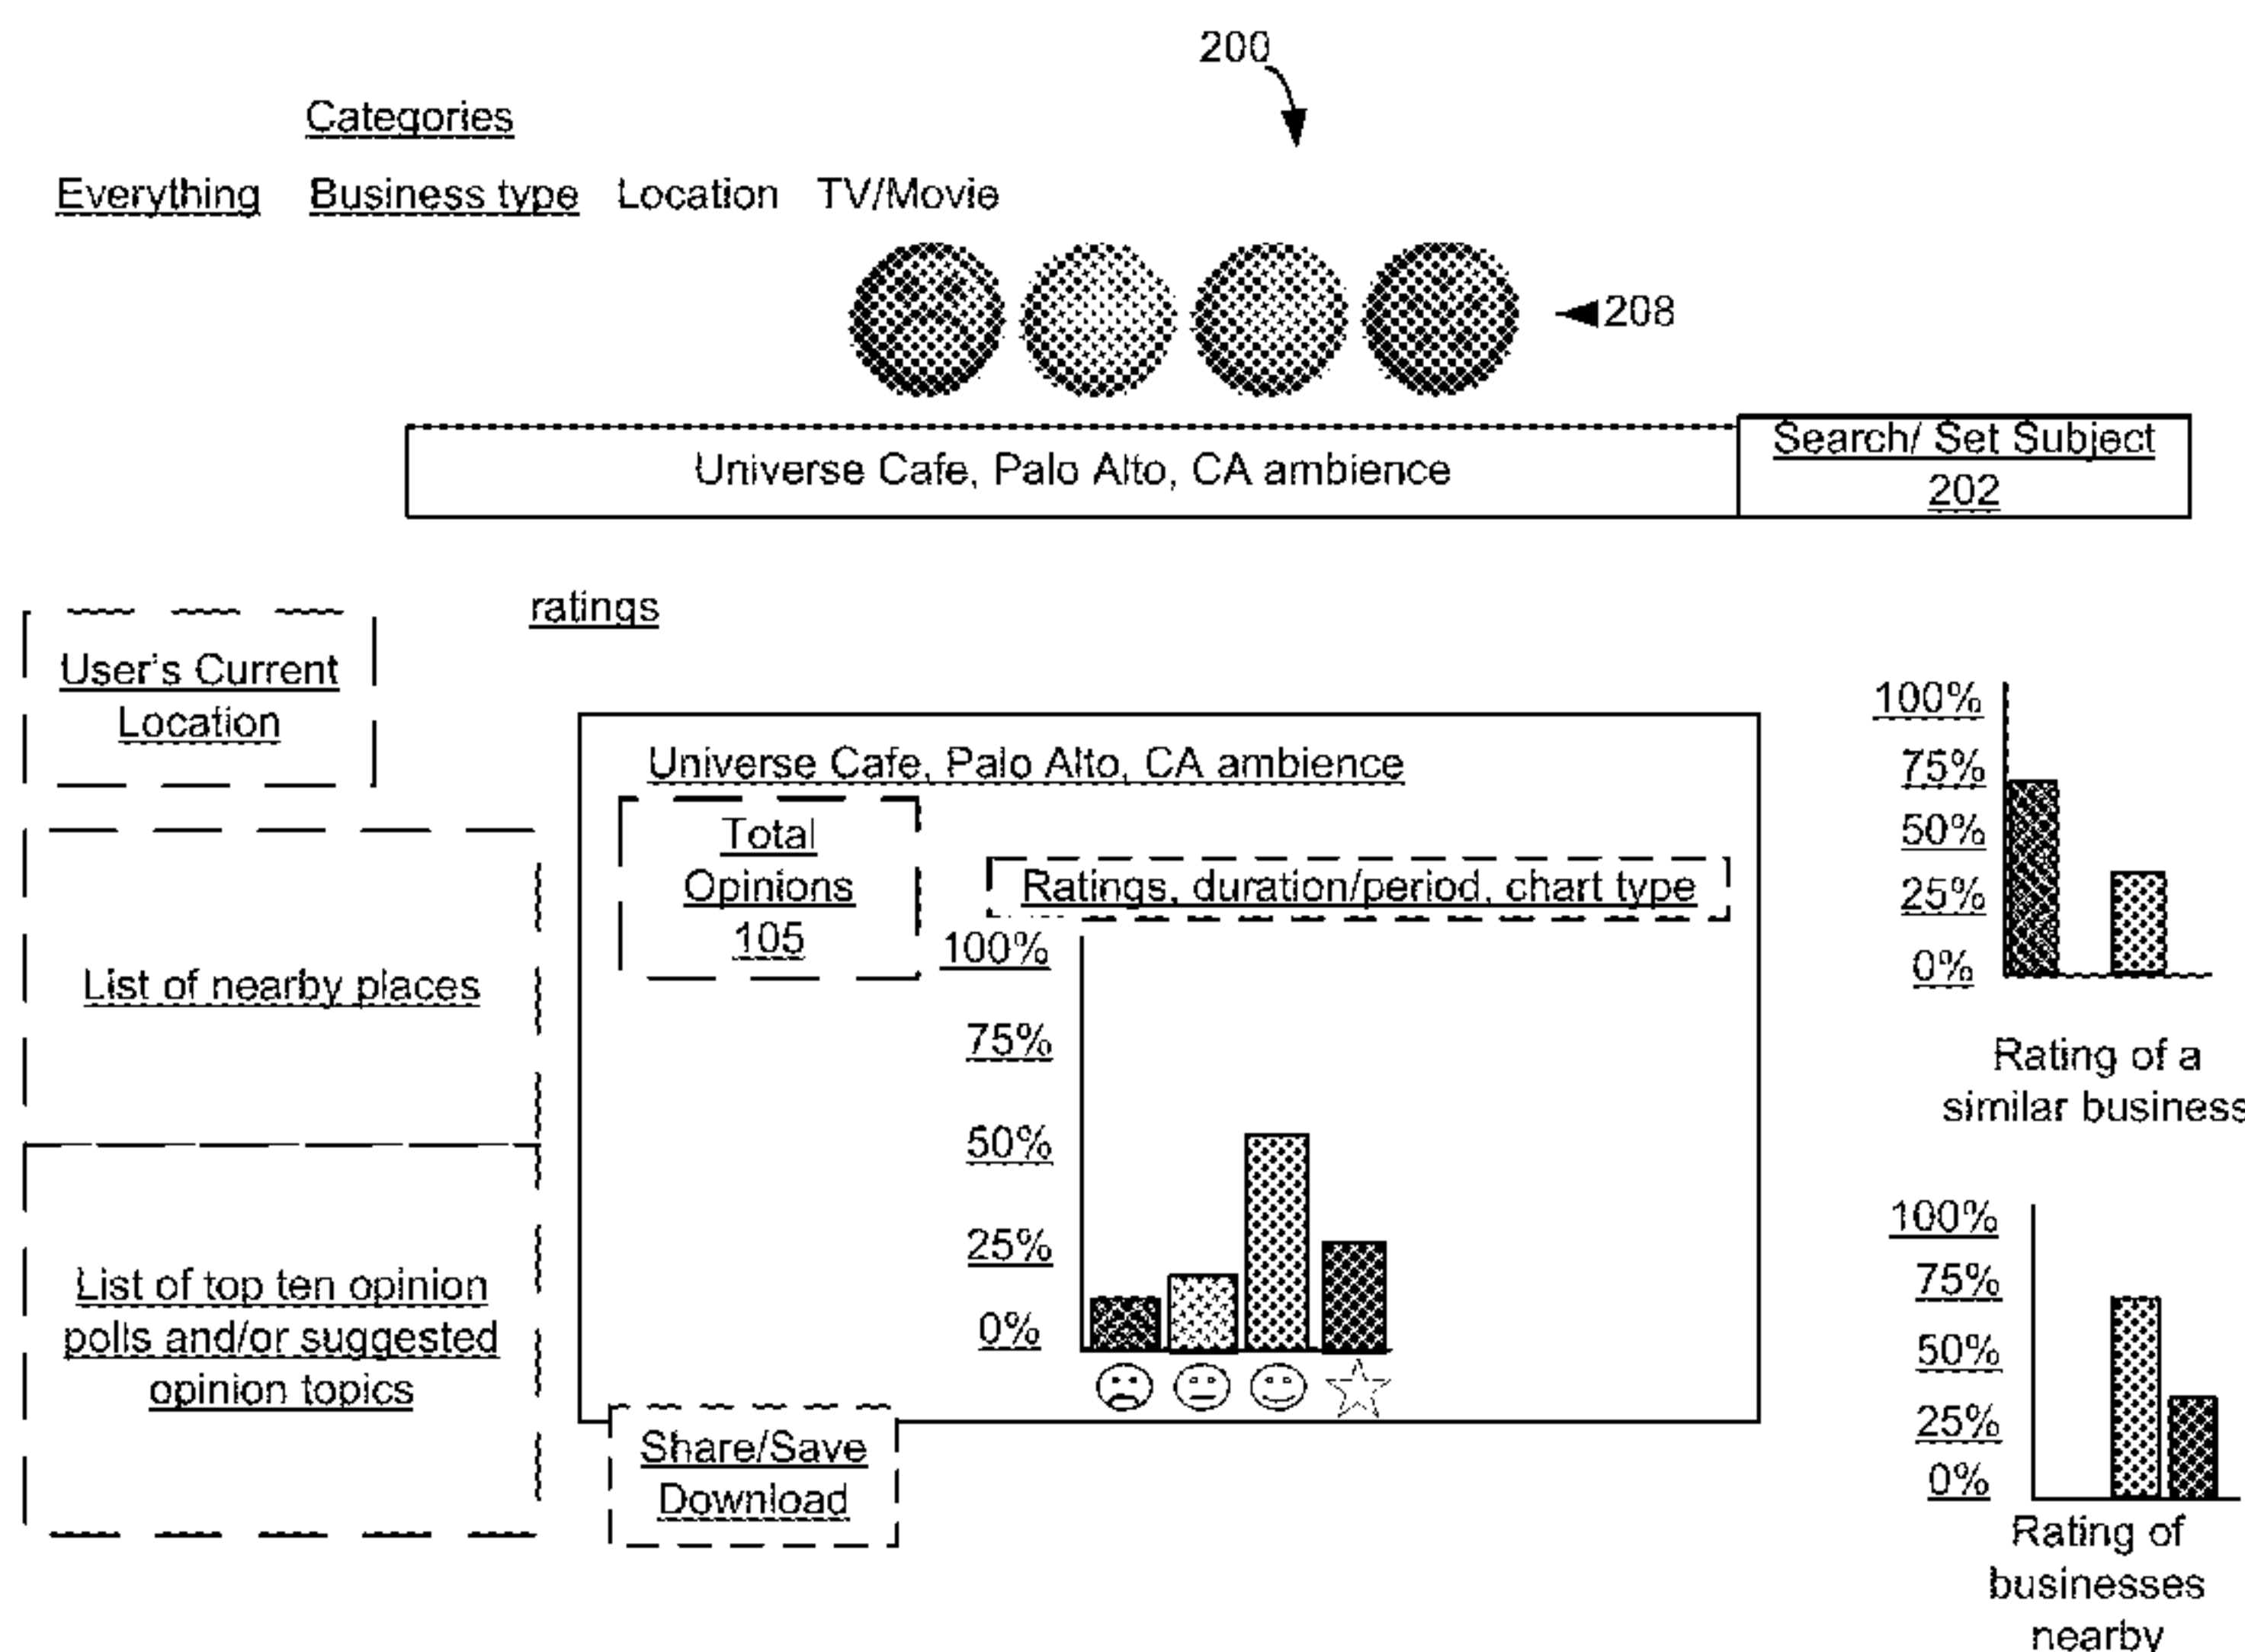 200
Categories
Everything Business type Location TV/Movie
208
Universe Cafe, Palo Alto, CA ambience
Search/ Set Subject
202
ratings
User's Current
Location
List of nearby places
List of top ten opinion
polls and/or suggested
opinion topics
Universe Cafe, Palo Alto, CA ambience
Total
Opinions
105
Ratings, duration/period, chart type
100%
75%
50%
25%
0%
Share/Save
Download
100%
75%
50%
25%
0%
Rating of a
similar business
100%
75%
50%
25%
0%
Rating of
businesses
nearby